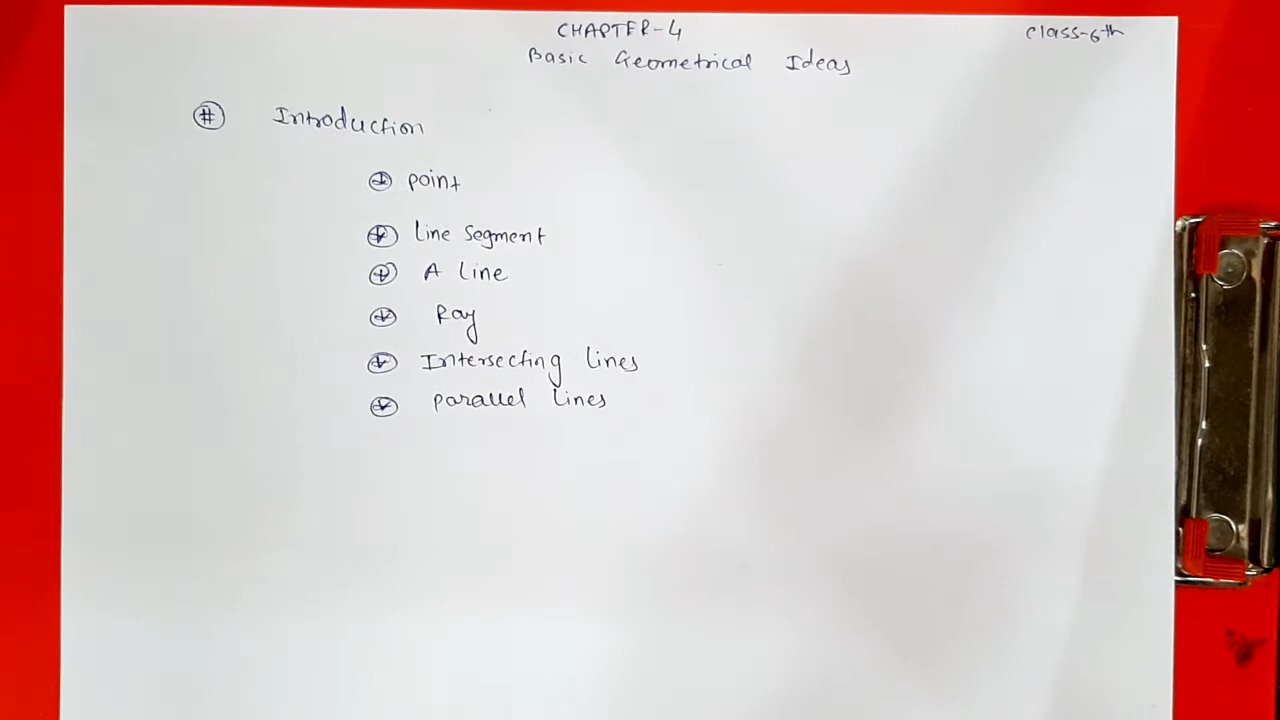 CHAPTER-4
Class-6th
Basic Geometrical Ideas
# Introduction
point
Line Segment
A Line
Ray
Intersecting lines
parallel lines